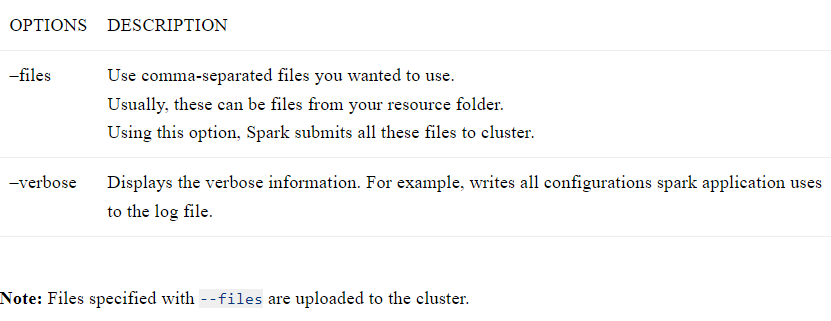 OPTIONS DESCRIPTION
–files Use comma-separated files you wanted to use.
Usually, these can be files from your resource folder.
Using this option, Spark submits all these files to cluster.
–verbose Displays the verbose information. For example, writes all configurations spark application uses
to the log file.
Note: Files specified with --files are uploaded to the cluster.